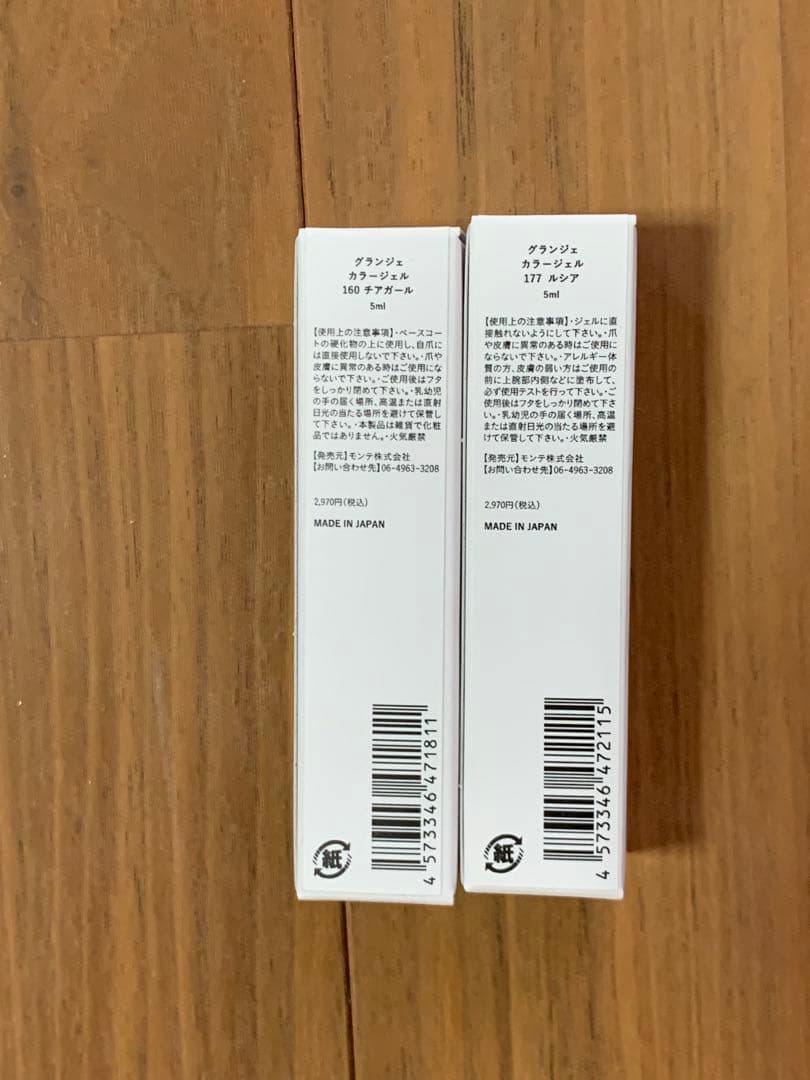 グランジェ
カラージェル
160 チアガール
5ml
【使用上の注意事項】・ベースコー
トの硬化物の上に使用し、自爪に
は直接使用しないで下さい。・爪や
皮膚に異常のある時はご使用にな
らないで下さい。・ご使用後はフタ
をしっかり閉めて下さい。・乳幼児
の手の届く場所、高温または直射
日光の当たる場所を避けて保管し
て下さい。・本製品は雑貨で化粧
品ではありません。・火気厳禁
【発売元】モンテ株式会社
【お問い合わせ先】06-4963-3208
2,970円(税込)
MADE IN JAPAN
紙
4 573346 471811
グランジェ
カラージェル
177 ルシア
5ml
【使用上の注意事項】・ジェルに直
接触れないようにして下さい。・爪
や皮膚に異常のある時はご使用に
ならないで下さい。・アレルギー体
質の方、皮膚の弱い方はご使用の
前に上腕部内側などに塗布して、
必ず使用テストを行って下さい。・ご
使用後はフタをしっかり閉めて下さ
い。・乳幼児の手の届く場所、高温
または直射日光の当たる場所を避
けて保管して下さい。・火気厳禁
【発売元】モンテ株式会社
【お問い合わせ先】06-4963-3208
2,970円(税込)
MADE IN JAPAN
紙
4 573346 472115